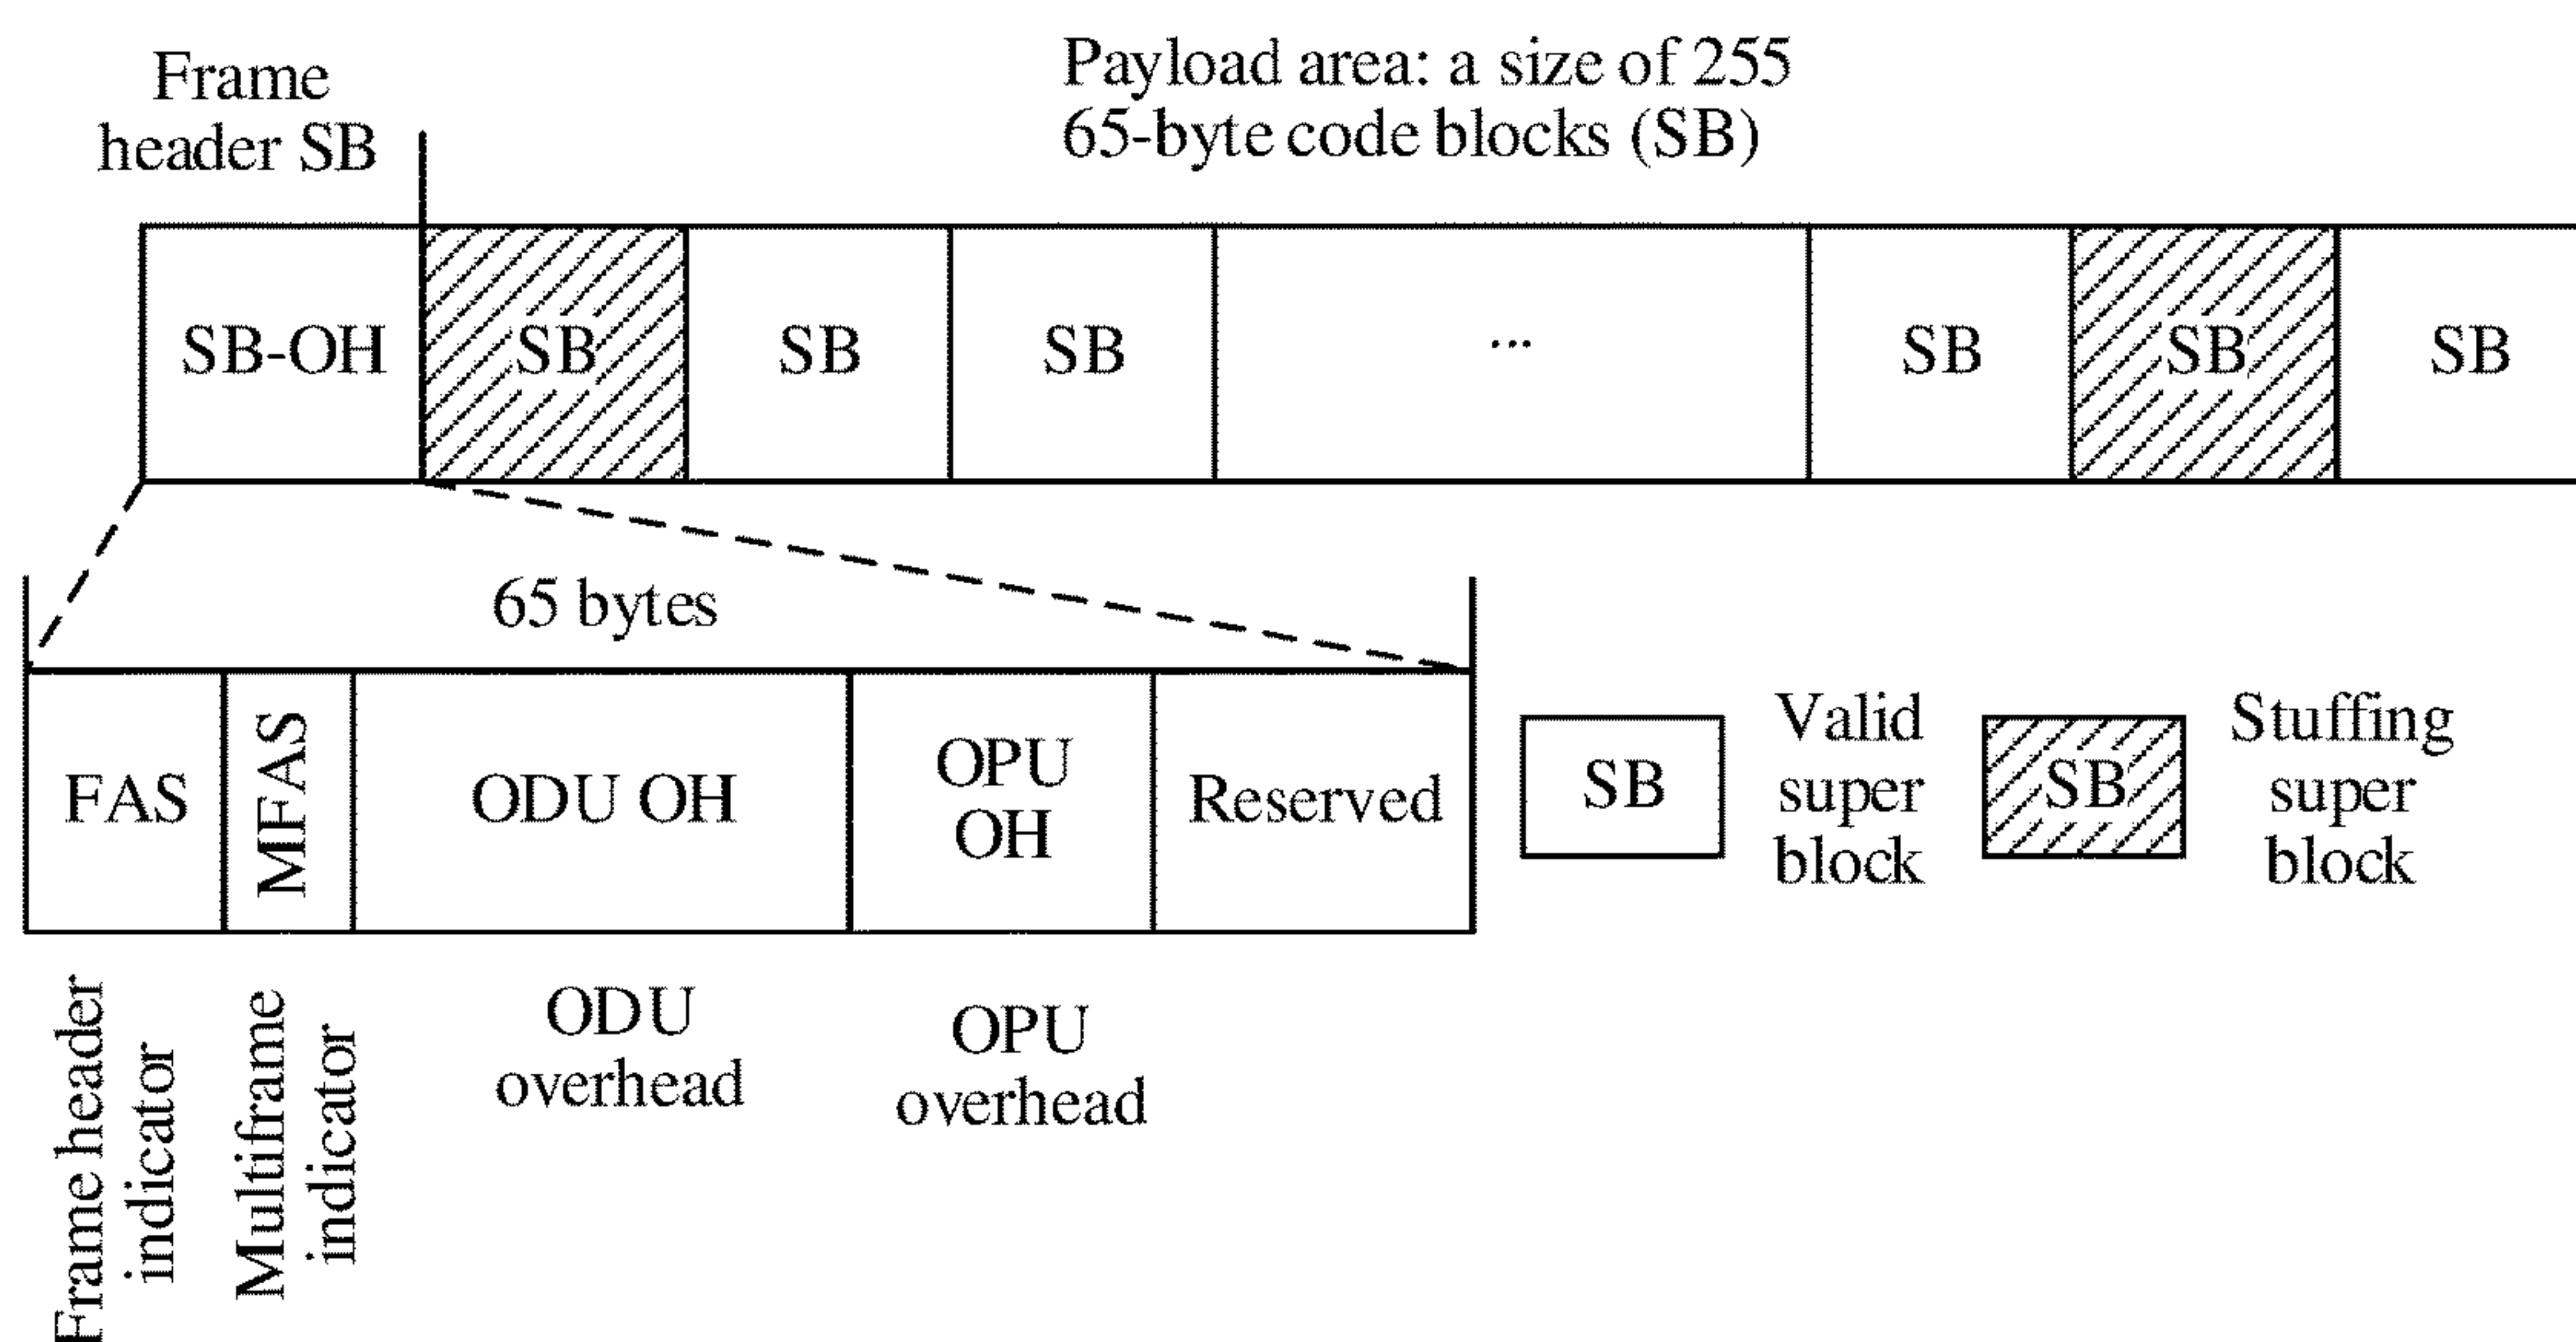 Frame
header SB
Payload area: a size of 255
65-byte code blocks (SB)
SB-OH
SB
SB
SB
...
SB
SB
SB
65 bytes
FAS
MFAS
ODU OH
OPU
OH
Reserved
SB
Valid
super
block
SB
Stuffing
super
block
Frame header
indicator
Multiframe
indicator
ODU
overhead
OPU
overhead